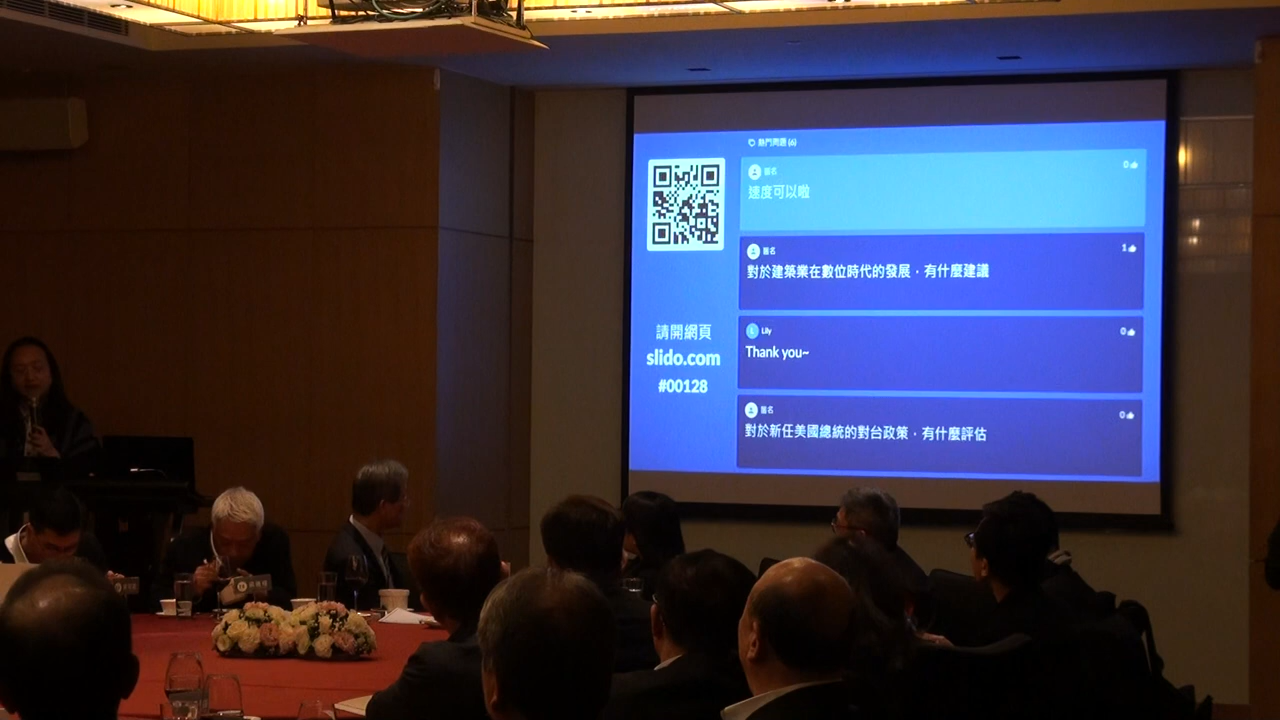 熱門問題 (6)
匿名
0
速度可以啦
匿名
1
對於建築業在數位時代的發展，有什麼建議
L
Lily
0
Thank you~
匿名
0
對於新任美國總統的對台政策，有什麼評估
請開網頁
slido.com
#00128